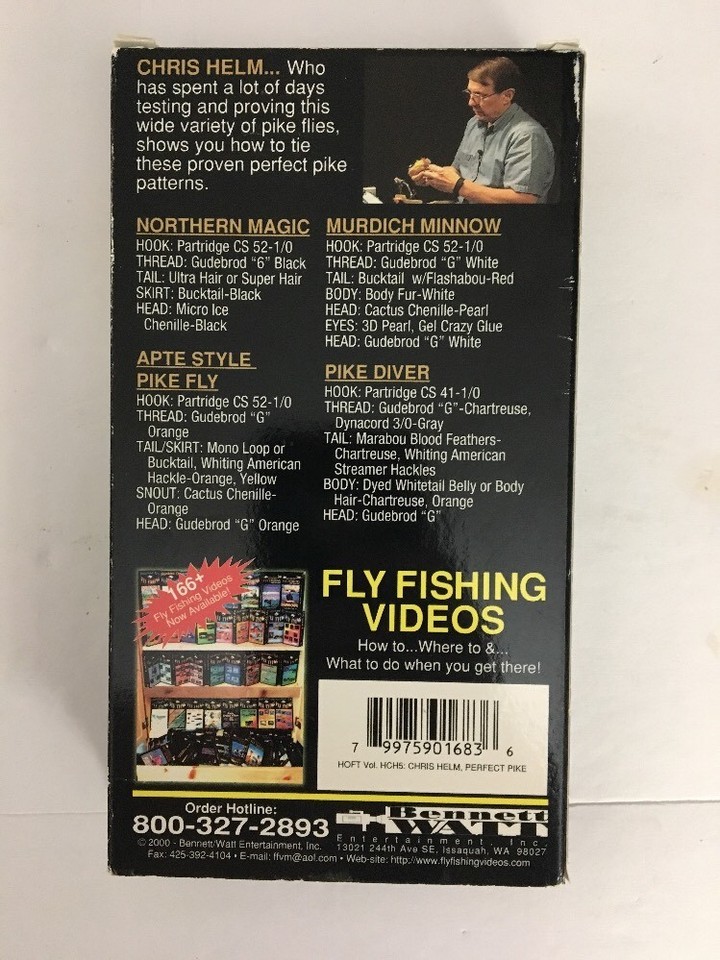 CHRIS HELM... Who
has spent a lot of days
testing and proving this
wide variety of pike flies,
shows you how to tie
these proven perfect pike
patterns.
NORTHERN MAGIC
HOOK: Partridge CS 52-1/0
THREAD: Gudebrod "6" Black
TAIL: Ultra Hair or Super Hair
SKIRT: Bucktail-Black
HEAD: Micro Ice
Chenille-Black
MURDICH MINNOW
HOOK: Partridge CS 52-1/0
THREAD: Gudebrod "G" White
TAIL: Bucktail w/Flashabou-Red
BODY: Body Fur-White
HEAD: Cactus Chenille-Pearl
EYES: 3D Pearl, Gel Crazy Glue
HEAD: Gudebrod "G" White
APTE STYLE
PIKE FLY
HOOK: Partridge CS 52-1/0
THREAD: Gudebrod "G"
Orange
TAIL/SKIRT: Mono Loop or
Bucktail, Whiting American
Hackle-Orange, Yellow
SNOUT: Cactus Chenille-
Orange
HEAD: Gudebrod "G" Orange
PIKE DIVER
HOOK: Partridge CS 41-1/0
THREAD: Gudebrod "G"-Chartreuse,
Dynacord 3/0-Gray
TAIL: Marabou Blood Feathers-
Chartreuse, Whiting American
Streamer Hackles
BODY: Dyed Whitetail Belly or Body
Hair-Chartreuse, Orange
HEAD: Gudebrod "G"
166+
Fly Fishing Videos
Now Available!
FLY FISHING
VIDEOS
How to...Where to &...
What to do when you get there!
7 9975901683 6
HOFT Vol. HCH5: CHRIS HELM, PERFECT PIKE
Order Hotline:
800-327-2893
Bennett
WATT
Entertainment, Inc.
13021 244th Ave SE, Issaquah, WA 98027
© 2000 - Bennett/Watt Entertainment, Inc.
Fax: 425-392-4104 • E-mail: ffvm@aol.com • Web-site: http://www.flyfishingvideos.com